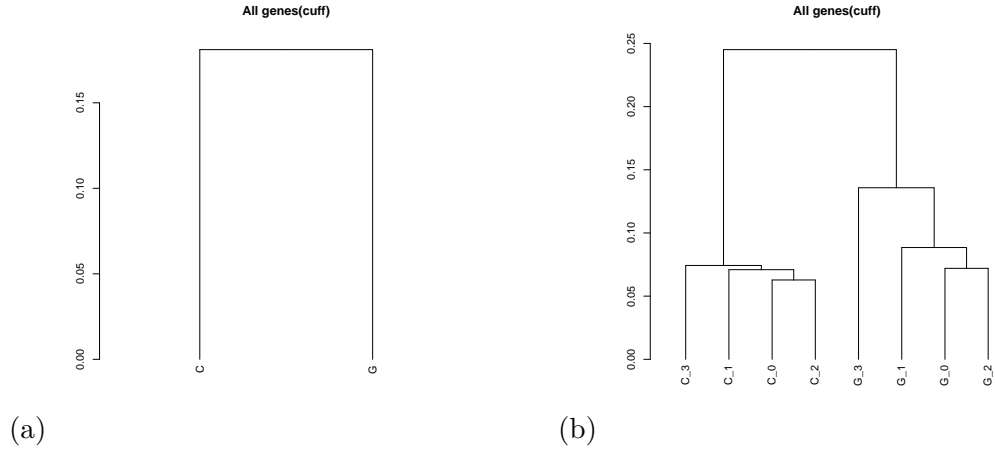 All genes(cuff)
0.15
0.10
0.05
0.00
C
G
(a)
All genes(cuff)
0.25
0.20
0.15
0.10
0.05
0.00
C_3
C_1
C_0
C_2
G_3
G_1
G_0
G_2
(b)